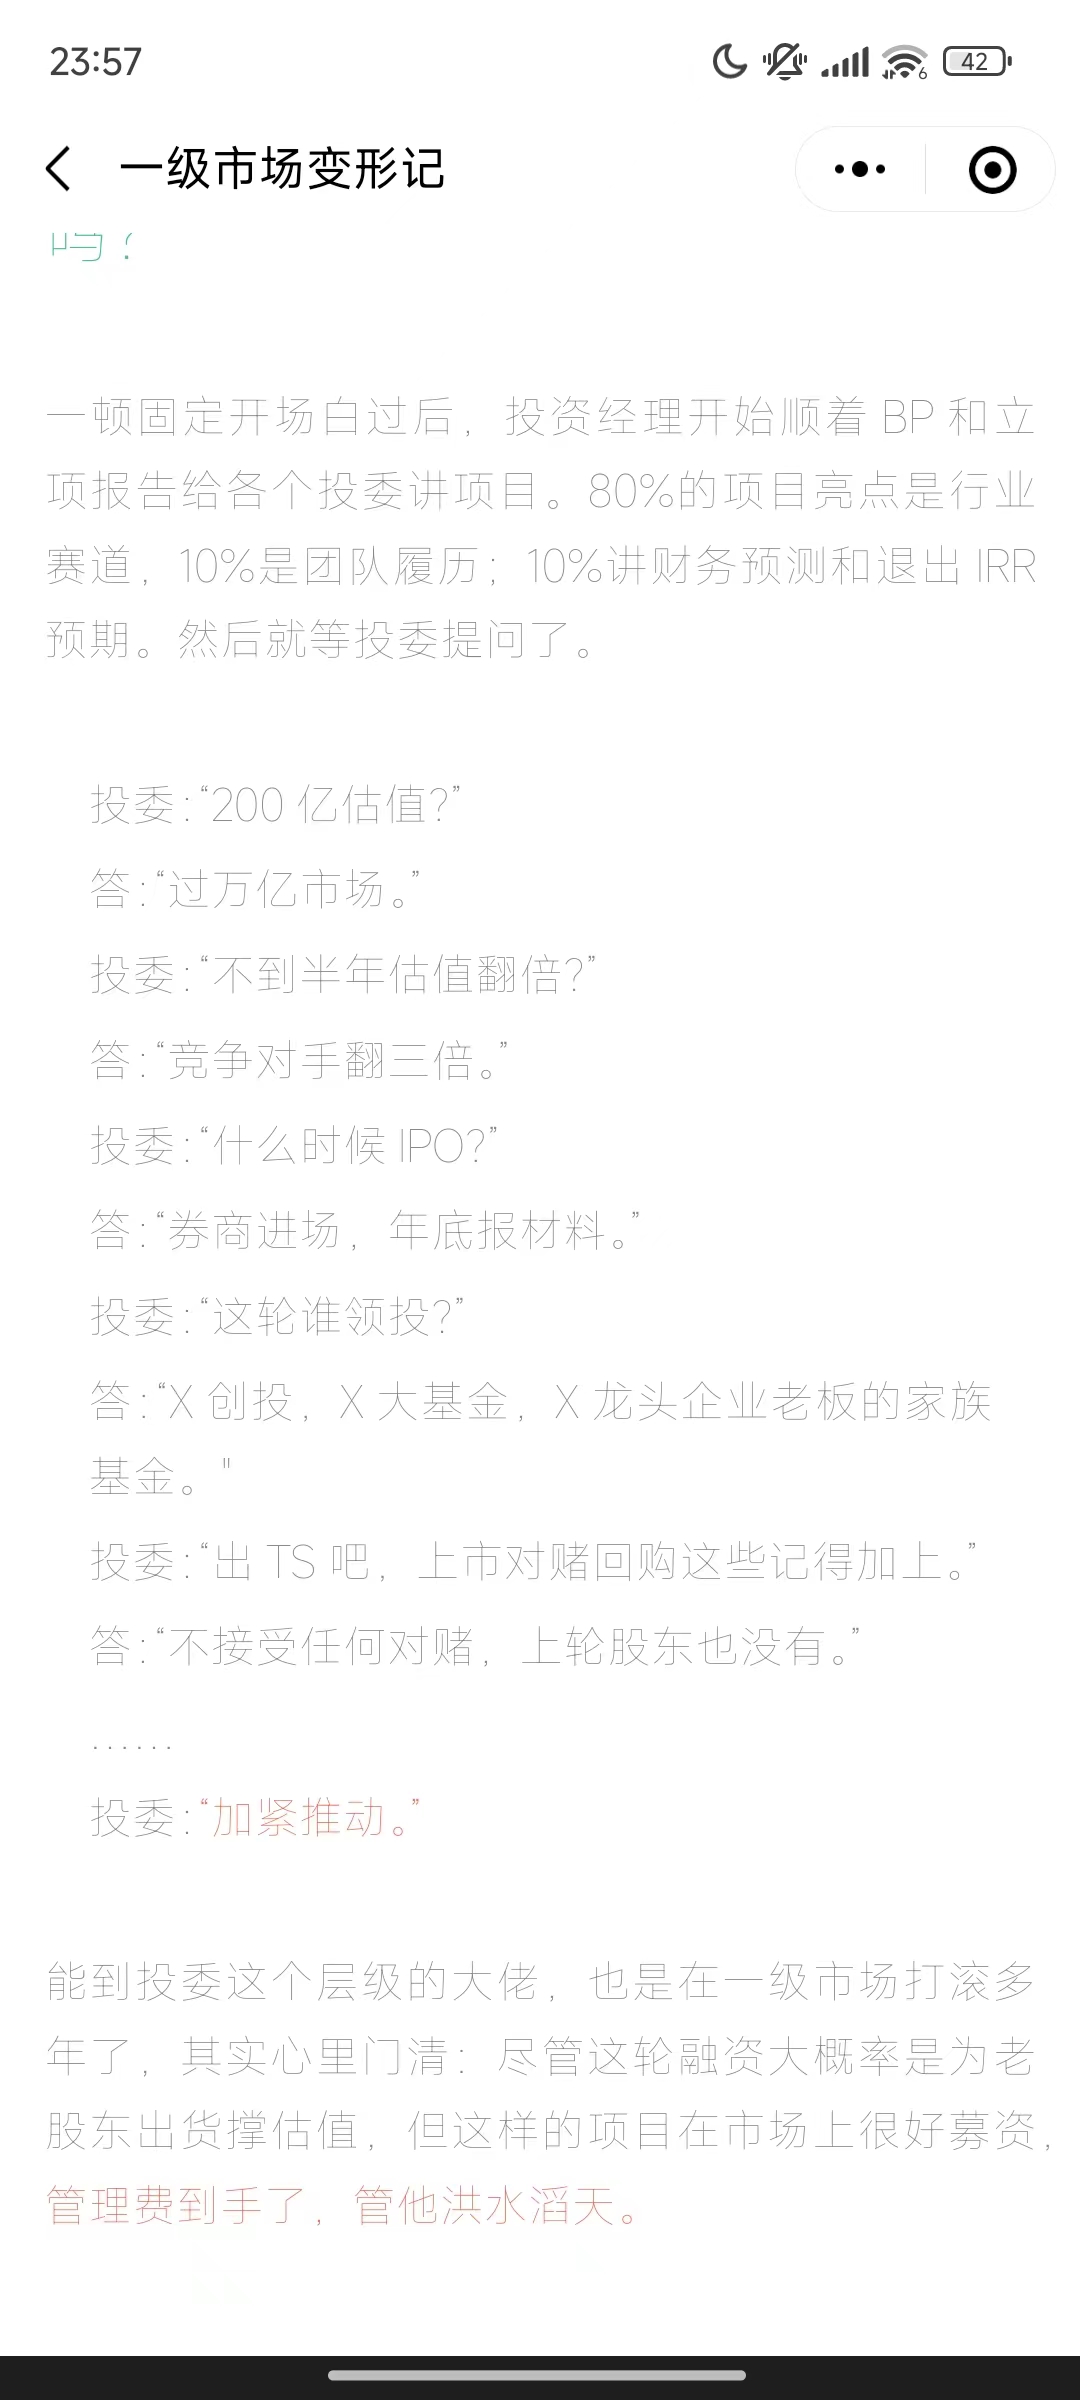 23:57
6
42
一级市场变形记
吗？
一顿固定开场白过后，投资经理开始顺着 BP 和立
项报告给各个投委讲项目。80%的项目亮点是行业
赛道，10%是团队履历；10%讲财务预测和退出 IRR
预期。然后就等投委提问了。
投委：“200 亿估值？”
答：“过万亿市场。”
投委：“不到半年估值翻倍？”
答：“竞争对手翻三倍。”
投委：“什么时候 IPO？”
答：“券商进场，年底报材料。”
投委：“这轮谁领投？”
答：“X 创投，X 大基金，X 龙头企业老板的家族
基金。"
投委：“出 TS 吧，上市对赌回购这些记得加上。”
答：“不接受任何对赌，上轮股东也没有。”
……
投委：“加紧推动。”
能到投委这个层级的大佬，也是在一级市场打滚多
年了，其实心里门清：尽管这轮融资大概率是为老
股东出货撑估值，但这样的项目在市场上很好募资，
管理费到手了，管他洪水滔天。